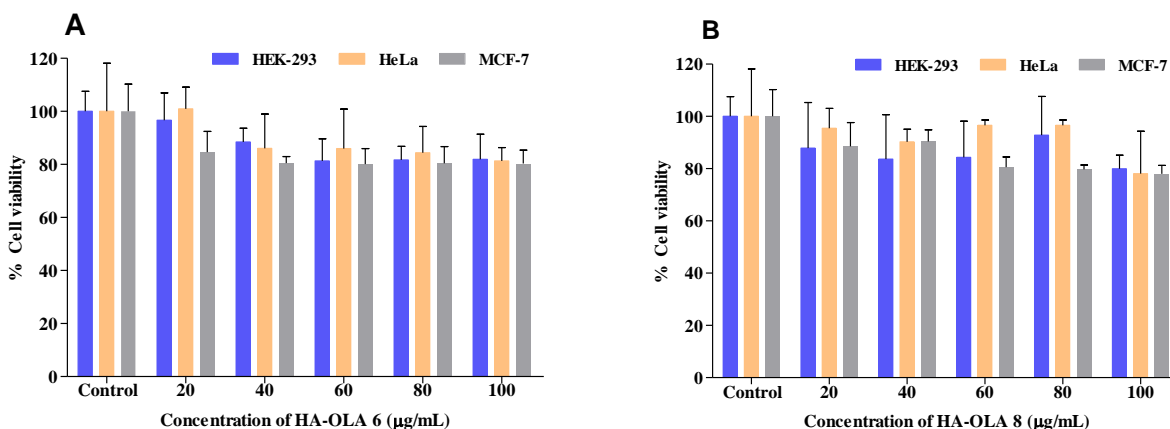 A
HEK-293 HeLa MCF-7
% Cell viability
120
100
80
60
40
20
0
Control 20 40 60 80 100
Concentration of HA-OLA 6 (µg/mL)
B
HEK-293 HeLa MCF-7
% Cell viability
120
100
80
60
40
20
0
Control 20 40 60 80 100
Concentration of HA-OLA 8 (µg/mL)